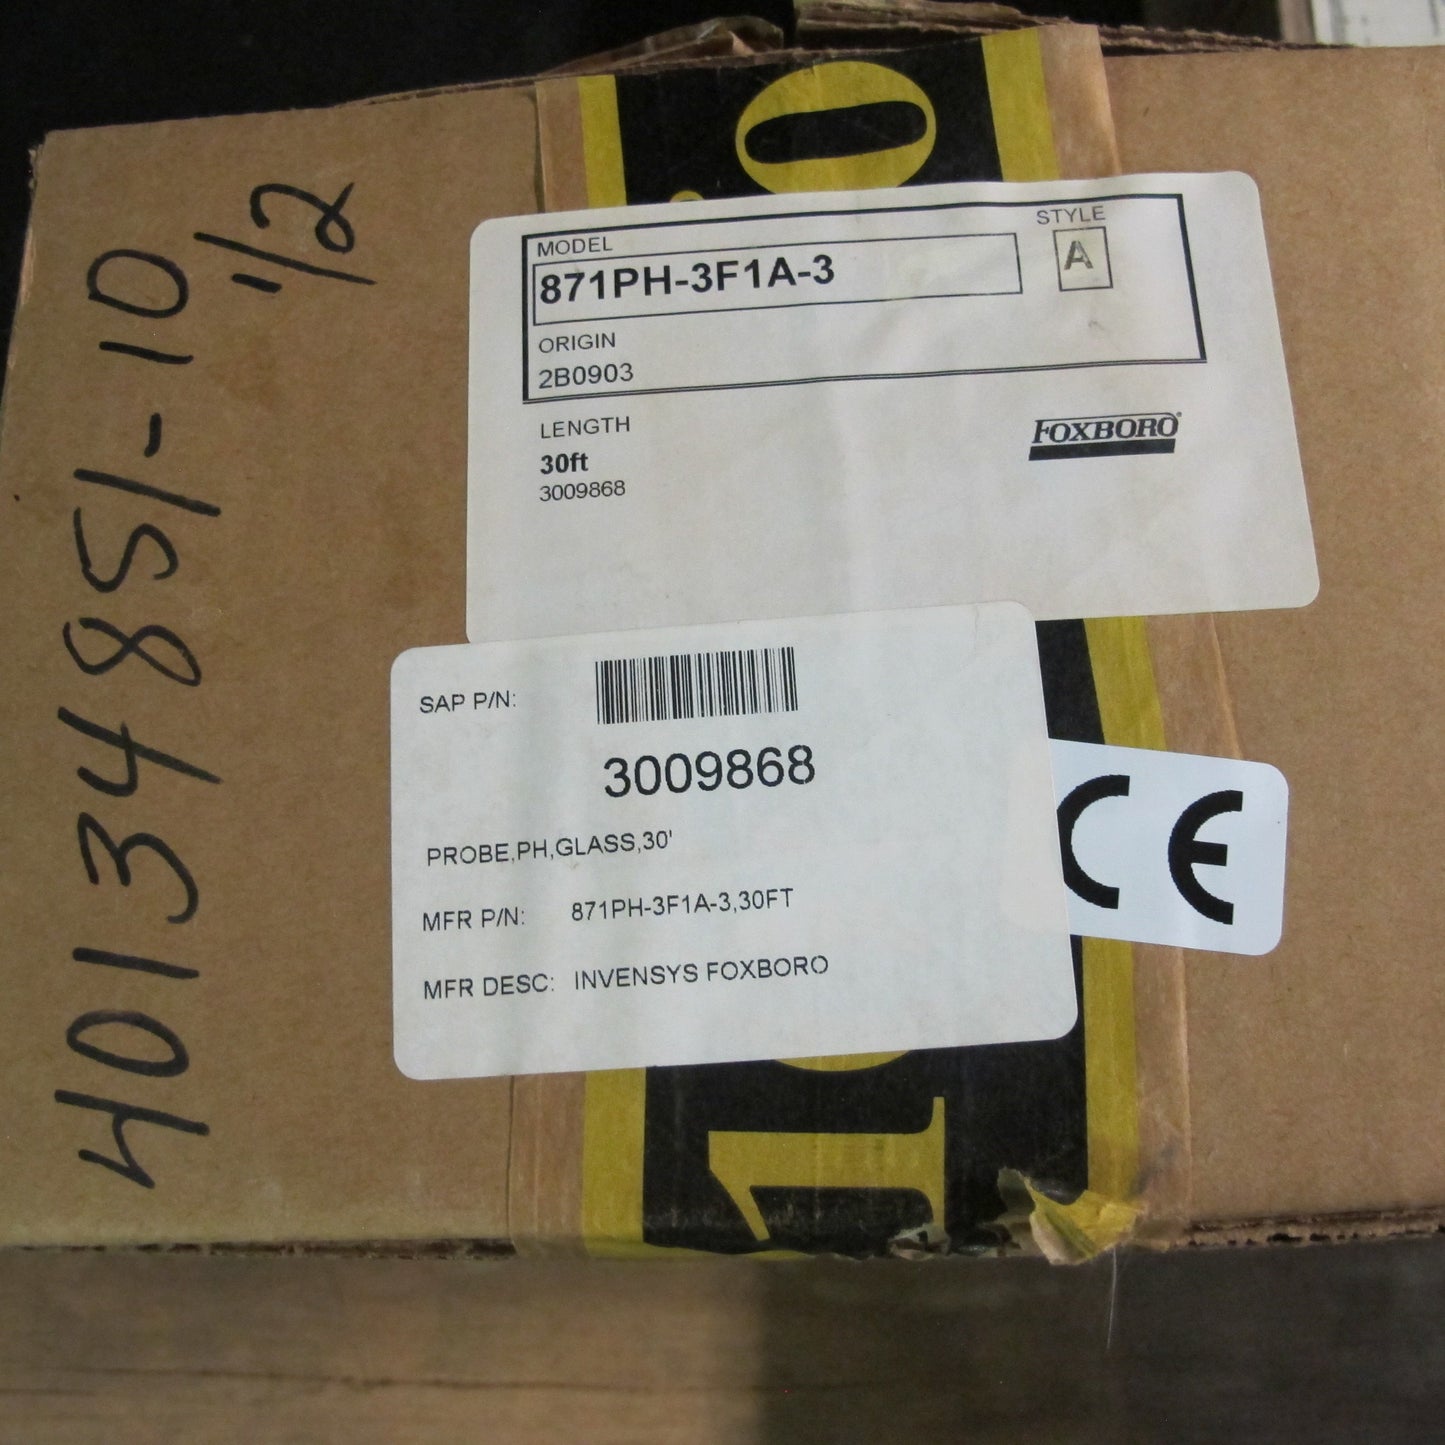 40134851-10
1/2
MODEL
871PH-3F1A-3
STYLE
A
ORIGIN
2B0903
LENGTH
30ft
3009868
FOXBORO
SAP P/N:
3009868
PROBE,PH,GLASS,30'
MFR P/N: 871PH-3F1A-3,30FT
MFR DESC: INVENSYS FOXBORO
CE